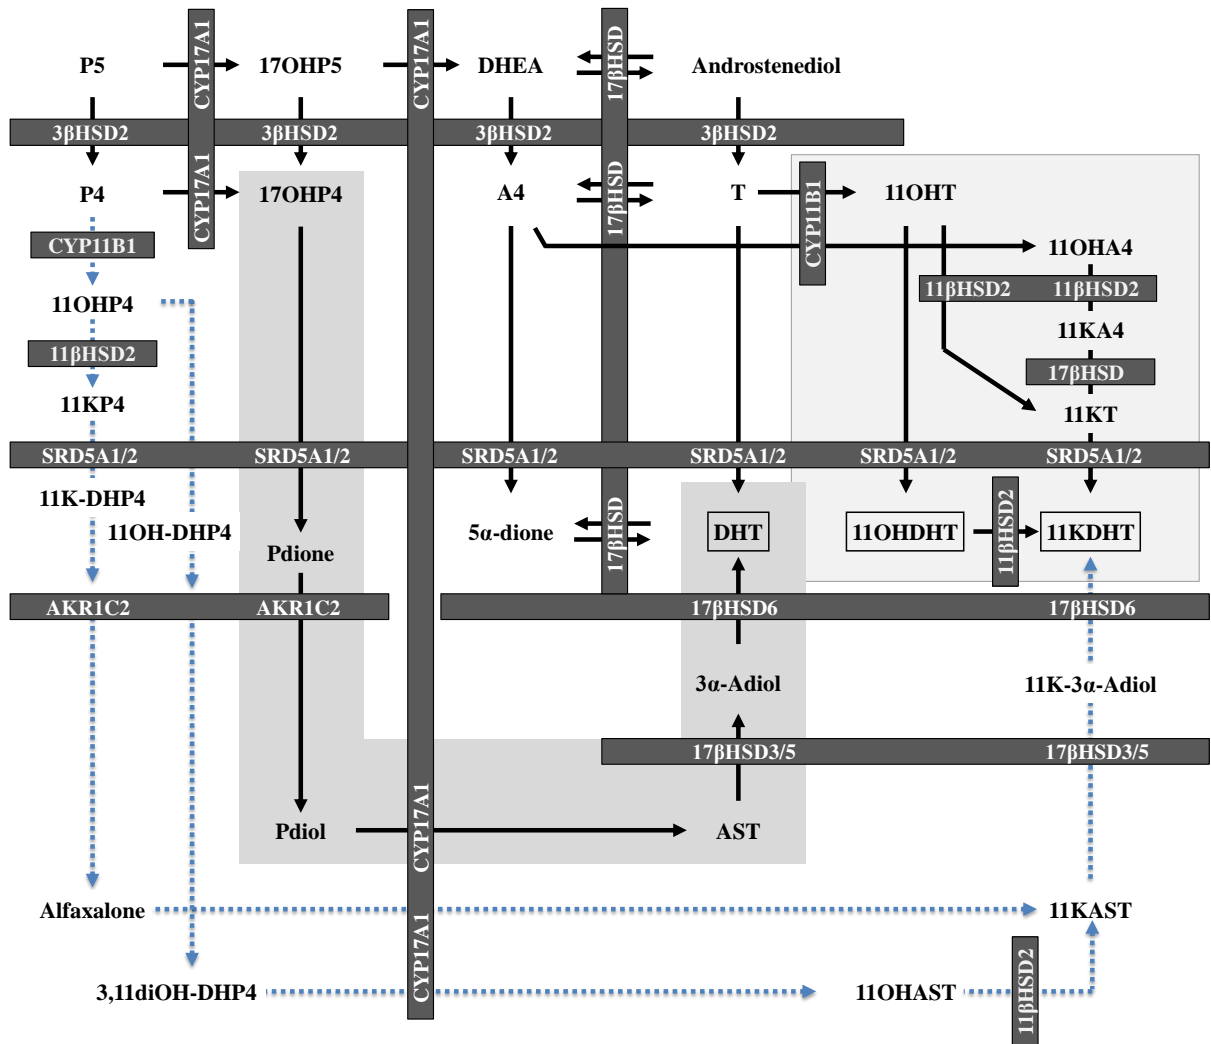 P5
CYP17A1
17OHP5
CYP17A1
DHEA
17βHSD
Androstenediol
3βHSD2
3βHSD2
3βHSD2
3βHSD2
P4
CYP17A1
17OHP4
A4
17βHSD
T
CYP11B1
11OHT
CYP11B1
11OHA4
11βHSD2
11βHSD2
11OHP4
11KA4
11βHSD2
17βHSD
11KP4
11KT
SRD5A1/2
SRD5A1/2
SRD5A1/2
SRD5A1/2
SRD5A1/2
SRD5A1/2
11K-DHP4
11OH-DHP4
Pdione
5α-dione
17βHSD
DHT
11OHDHT
11βHSD2
11KDHT
AKR1C2
AKR1C2
17βHSD6
17βHSD6
3α-Adiol
11K-3α-Adiol
17βHSD3/5
17βHSD3/5
Pdiol
CYP17A1
AST
Alfaxalone
CYP17A1
11KAST
3,11diOH-DHP4
11OHAST
11βHSD2